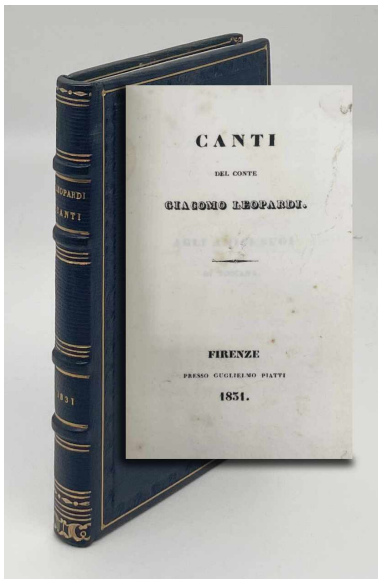 LEOPARDI
CANTI
1831
CANTI
DEL CONTE
GIACOMO LEOPARDI.
FIRENZE
PRESSO GUGLIELMO PIATTI
1831.